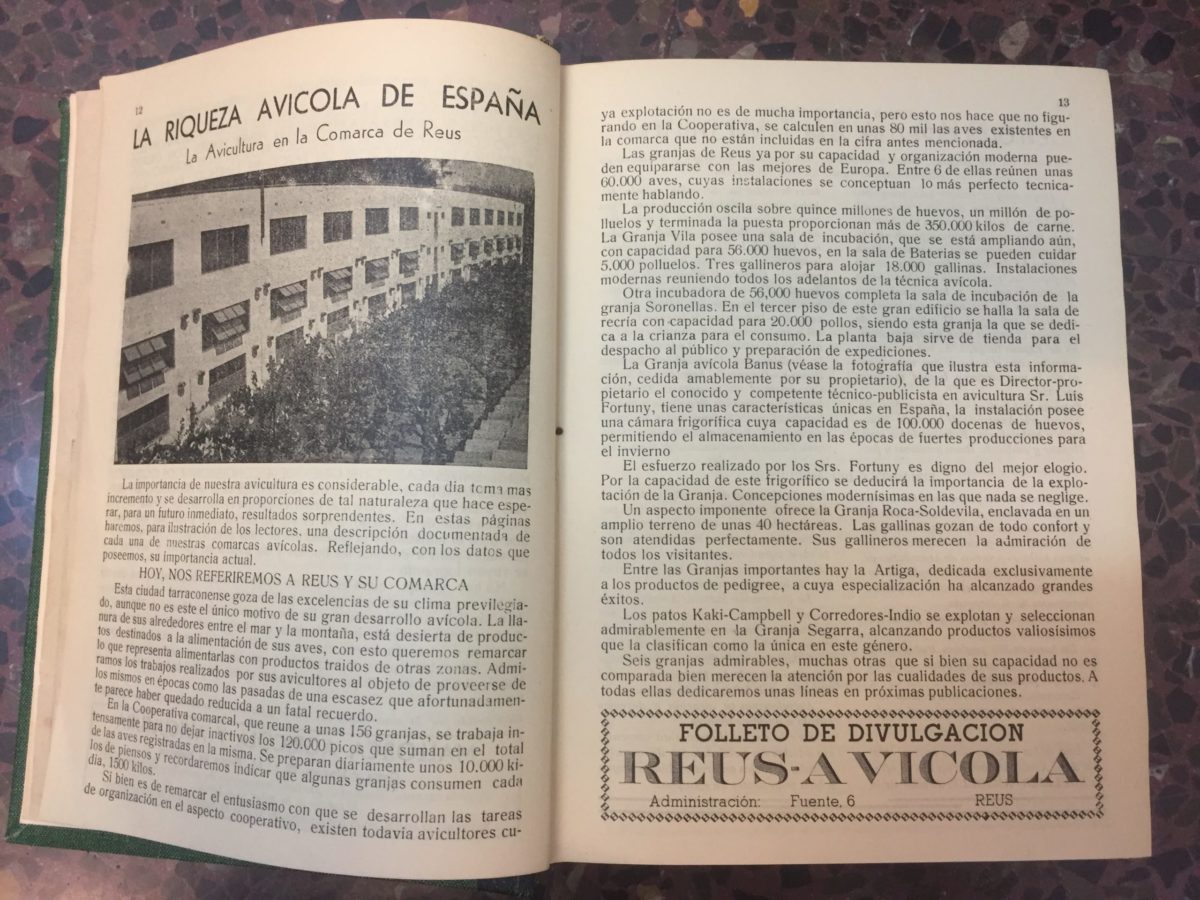 12
LA RIQUEZA AVICOLA DE ESPAÑA
La Avicultura en la Comarca de Reus
La importancia de nuestra avicultura es considerable, cada día toma mas
incremento y se desarrolla en proporciones de tal naturaleza que hace espe-
rar, para un futuro inmediato, resultados sorprendentes. En estas páginas
haremos, para ilustración de los lectores, una descripción documentada de
cada una de nuestras comarcas avícolas. Reflejando, con los datos que
poseemos, su importancia actual.
HOY, NOS REFERIREMOS A REUS Y SU COMARCA
Esta ciudad tarraconense goza de las excelencias de su clima previlegia-
do, aunque no es este el único motivo de su gran desarrollo avícola. La lla-
nura de sus alrededores entre el mar y la montaña, está desierta de produc-
tos destinados a la alimentación de sus aves, con esto queremos remarcar
lo que representa alimentarlas con productos traidos de otras zonas. Admi-
ramos los trabajos realizados por sus avicultores al objeto de proveerse de
los mismos en épocas como las pasadas de una escasez que afortunadamen-
te parece haber quedado reducida a un fatal recuerdo.
En la Cooperativa comarcal, que reune a unas 156 granjas, se trabaja in-
tensamente para no dejar inactivos los 120.000 picos que suman en el total
de las aves registradas en la misma. Se preparan diariamente unos 10.000 ki-
los de piensos y recordaremos indicar que algunas granjas consumen cada
dia, 1500 kilos.
Si bien es de remarcar el entusiasmo con que se desarrollan las tareas
de organización en el aspecto cooperativo, existen todavia avicultores cu-
13
ya explotación no es de mucha importancia, pero esto nos hace que no figu-
rando en la Cooperativa, se calculen en unas 80 mil las aves existentes en
la comarca que no están incluidas en la cifra antes mencionada.
Las granjas de Reus ya por su capacidad y organización moderna pue-
den equipararse con las mejores de Europa. Entre 6 de ellas reúnen unas
60.000 aves, cuyas instalaciones se conceptuan lo más perfecto tecnica-
mente hablando.
La producción oscila sobre quince millones de huevos, un millón de po-
lluelos y terminada la puesta proporcionan más de 350.000 kilos de carne.
La Granja Vila posee una sala de incubación, que se está ampliando aún,
con capacidad para 56.000 huevos, en la sala de Baterias se pueden cuidar
5.000 polluelos. Tres gallineros para alojar 18.000 gallinas. Instalaciones
modernas reuniendo todos los adelantos de la técnica avícola.
Otra incubadora de 56,000 huevos completa la sala de incubación de la
granja Soronellas. En el tercer piso de este gran edificio se halla la sala de
recría con capacidad para 20.000 pollos, siendo esta granja la que se dedi-
ca a la crianza para el consumo. La planta baja sirve de tienda para el
despacho al público y preparación de expediciones.
La Granja avícola Banus (véase la fotografía que ilustra esta informa-
ción, cedida amablemente por su propietario), de la que es Director-pro-
pietario el conocido y competente técnico-publicista en avicultura Sr. Luis
Fortuny, tiene unas características únicas en España, la instalación posee
una cámara frigorífica cuya capacidad es de 100.000 docenas de huevos,
permitiendo el almacenamiento en las épocas de fuertes producciones para
el invierno
El esfuerzo realizado por los Srs. Fortuny es digno del mejor elogio.
Por la capacidad de este frigorífico se deducirá la importancia de la explo-
tación de la Granja. Concepciones modernísimas en las que nada se neglige.
Un aspecto imponente ofrece la Granja Roca-Soldevila, enclavada en un
amplio terreno de unas 40 hectáreas. Las gallinas gozan de todo confort y
son atendidas perfectamente. Sus gallineros merecen la admiración de
todos los visitantes.
Entre las Granjas importantes hay la Artiga, dedicada exclusivamente
a los productos de pedigree, a cuya especialización ha alcanzado grandes
éxitos.
Los patos Kaki-Campbell y Corredores-Indio se explotan y seleccionan
admirablemente en la Granja Segarra, alcanzando productos valiosísimos
que la clasifican como la única en este género.
Seis granjas admirables, muchas otras que si bien su capacidad no es
comparada bien merecen la atención por las cualidades de sus productos. A
todas ellas dedicaremos unas líneas en próximas publicaciones.
FOLLETO DE DIVULGACION
REUS-AVICOLA
Administración: Fuente, 6 REUS